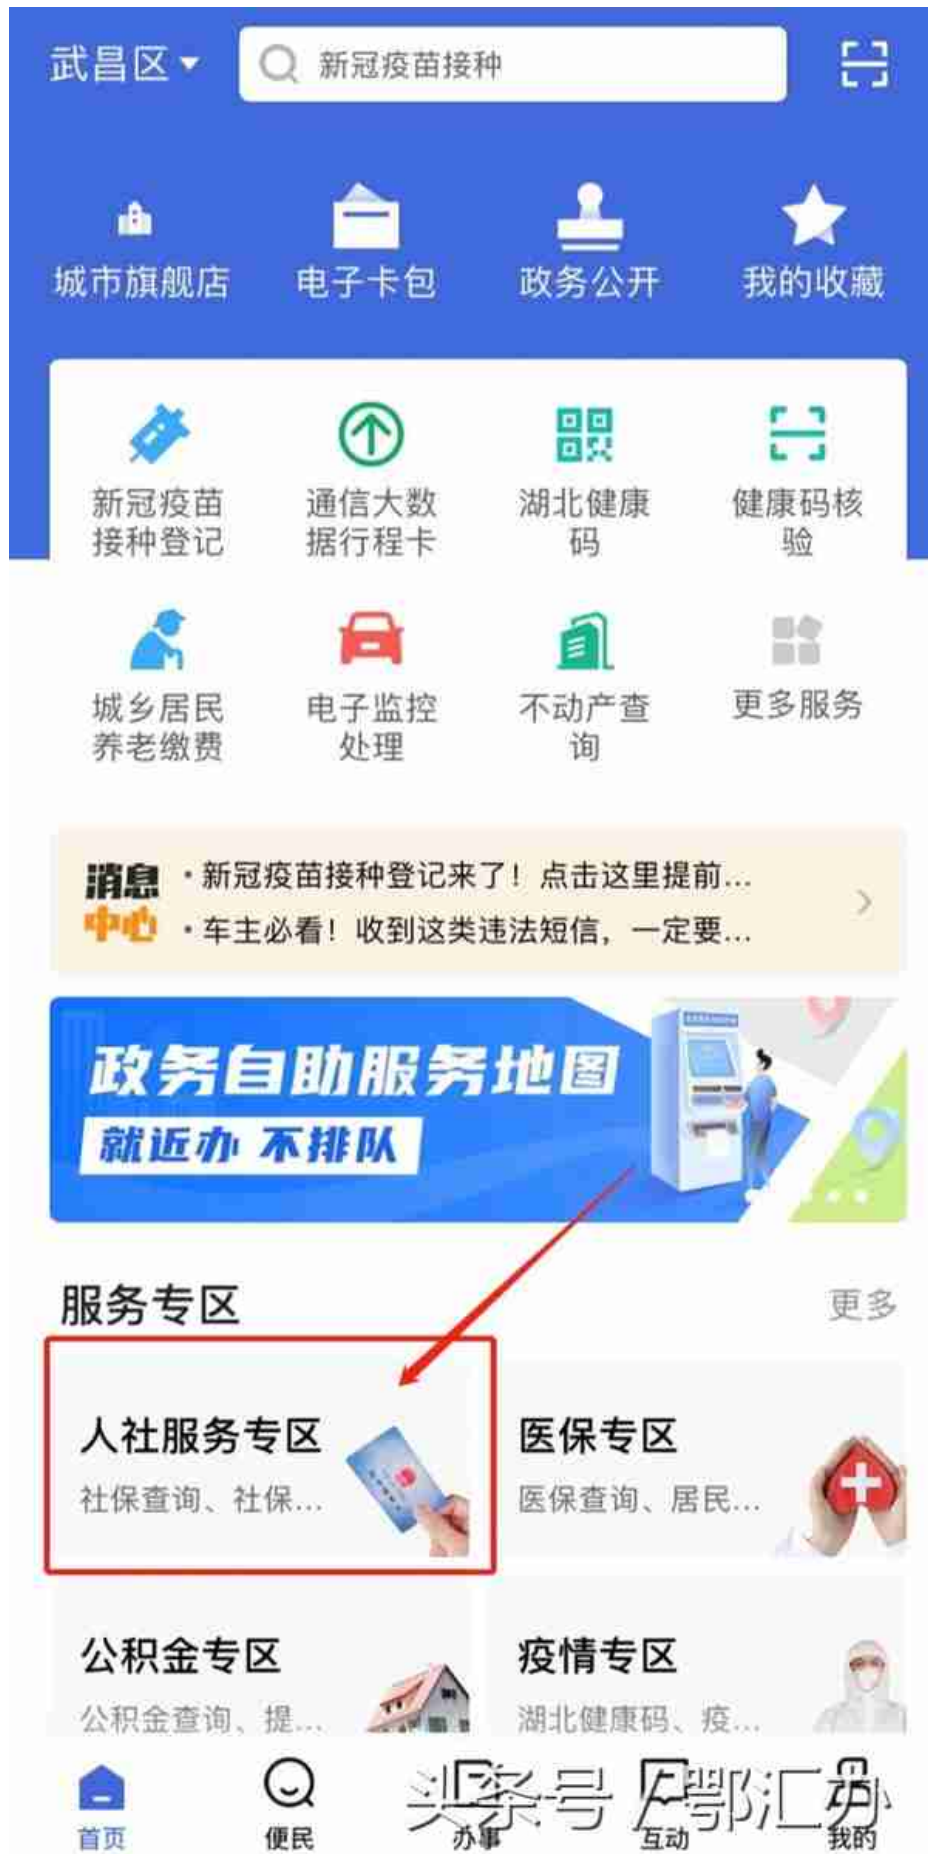 武昌区
新冠疫苗接种
城市旗舰店 电子卡包 政务公开 我的收藏
新冠疫苗 通信大数 湖北健康 健康码核
接种登记 据行程卡 码 验
城乡居民 电子监控 不动产查 更多服务
养老缴费 处理 询
消息
中心
·新冠疫苗接种登记来了！点击这里提前...
·车主必看！收到这类违法短信，一定要...
政务自助服务地图
就近办 不排队
服务专区 更多
人社服务专区 医保专区
社保查询、社保... 医保查询、居民...
公积金专区 疫情专区
公积金查询、提... 湖北健康码、疫...
头条号 / 鄂汇办
首页 便民 办事 互动 我的